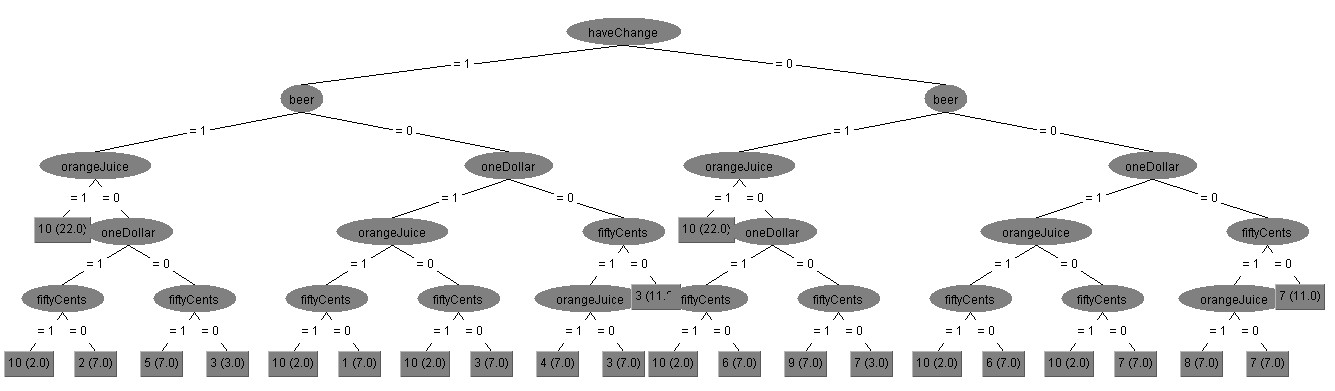 haveChange
= 1 = 0
beer beer
= 1 = 0 = 1 = 0
orangeJuice oneDollar orangeJuice oneDollar
= 1 = 0 = 1 = 0 = 1 = 0 = 1 = 0
10 (22.0) oneDollar orangeJuice fiftyCents 10 (22.0) oneDollar orangeJuice fiftyCents
= 1 = 0 = 1 = 0 = 1 = 0 = 1 = 0 = 1 = 0 = 1 = 0
fiftyCents fiftyCents fiftyCents fiftyCents orangeJuice 3 (11. fiftyCents fiftyCents fiftyCents fiftyCents orangeJuice 7 (11.0)
= 1 = 0 = 1 = 0 = 1 = 0 = 1 = 0 = 1 = 0 = 1 = 0 = 1 = 0 = 1 = 0 = 1 = 0 = 1 = 0
10 (2.0) 2 (7.0) 5 (7.0) 3 (3.0) 10 (2.0) 1 (7.0) 10 (2.0) 3 (7.0) 4 (7.0) 3 (7.0) 10 (2.0) 6 (7.0) 9 (7.0) 7 (3.0) 10 (2.0) 6 (7.0) 10 (2.0) 7 (7.0) 8 (7.0) 7 (7.0)